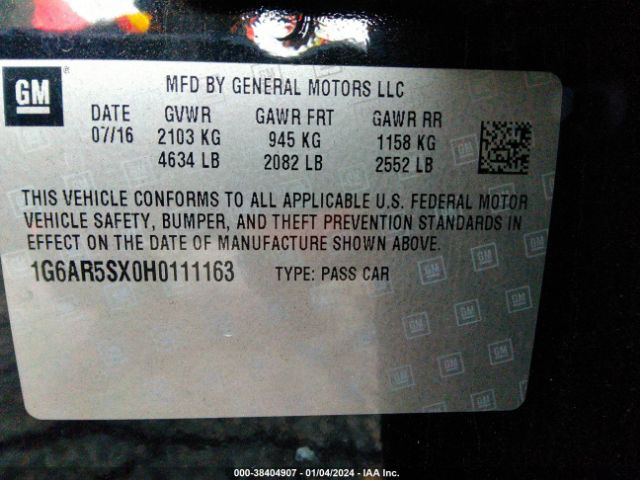 GM ®
MFD BY GENERAL MOTORS LLC
DATE GVWR GAWR FRT GAWR RR
07/16 2103 KG 945 KG 1158 KG
4634 LB 2082 LB 2552 LB
THIS VEHICLE CONFORMS TO ALL APPLICABLE U.S. FEDERAL MOTOR
VEHICLE SAFETY, BUMPER, AND THEFT PREVENTION STANDARDS IN
EFFECT ON THE DATE OF MANUFACTURE SHOWN ABOVE.
1G6AR5SX0H0111163 TYPE: PASS CAR
000-38404907 - 01/04/2024 - IAA Inc.